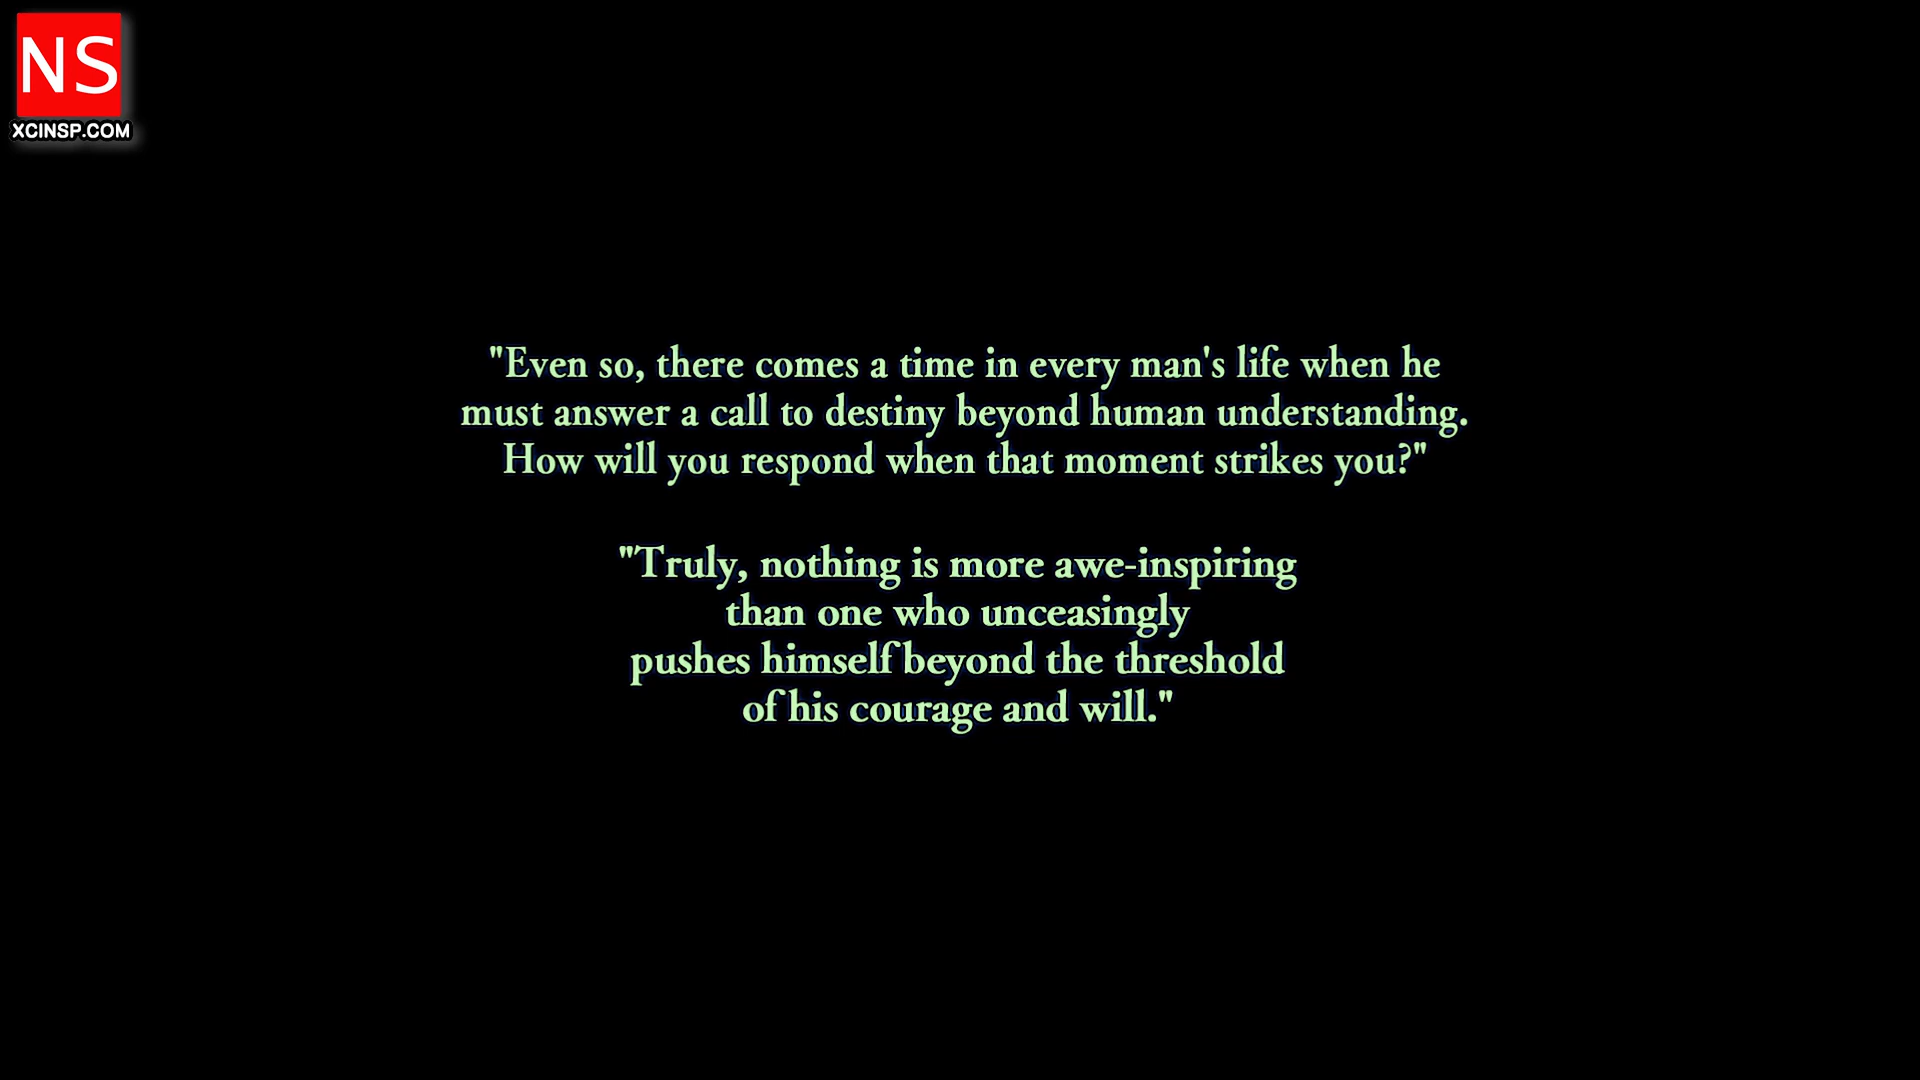 NS
XCINSP.COM
"Even so, there comes a time in every man's life when he
must answer a call to destiny beyond human understanding.
How will you respond when that moment strikes you?"
"Truly, nothing is more awe-inspiring
than one who unceasingly
pushes himself beyond the threshold
of his courage and will."